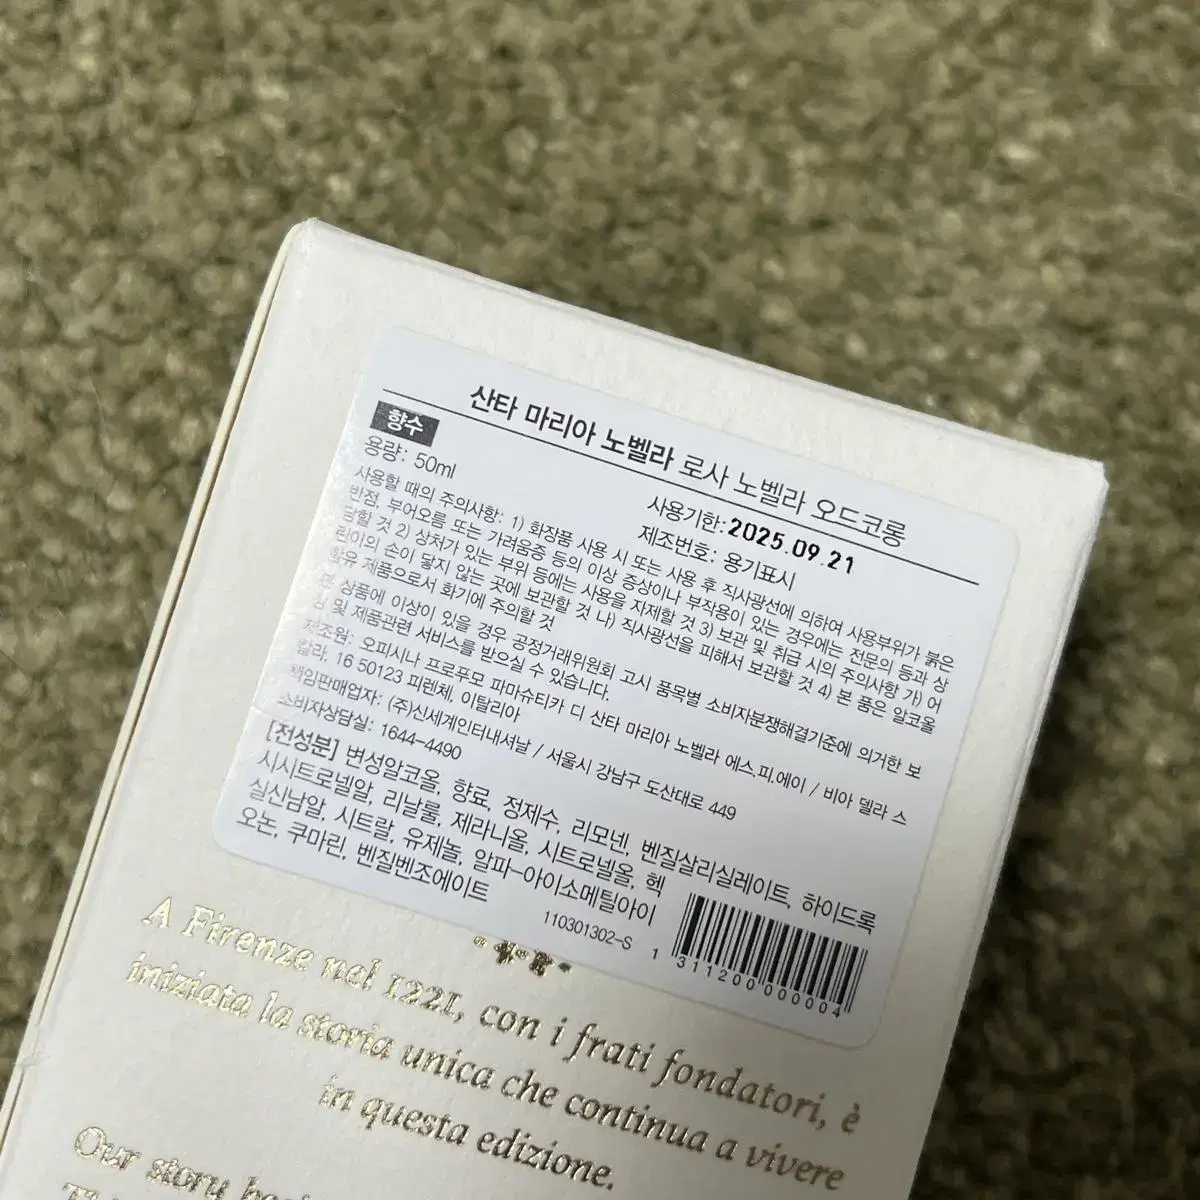 산타 마리아 노벨라 로사 노벨라 오드코롱
향수
용량: 50ml
사용기한: 2025.09.21
제조번호: 용기표시
사용할 때의 주의사항: 1) 화장품 사용 시 또는 사용 후 직사광선에 의하여 사용부위가 붉은
반점, 부어오름 또는 가려움증 등의 이상 증상이나 부작용이 있는 경우에는 전문의 등과 상
담할 것 2) 상처가 있는 부위 등에는 사용을 자제할 것 3) 보관 및 취급 시의 주의사항 가) 어
린이의 손이 닿지 않는 곳에 보관할 것 나) 직사광선을 피해서 보관할 것 4) 본 품은 알코올
함유 제품으로서 화기에 주의할 것
본 상품에 이상이 있을 경우 공정거래위원회 고시 품목별 소비자분쟁해결기준에 의거한 보
상 및 제품관련 서비스를 받으실 수 있습니다.
제조원: 오피시나 프로푸모 파마슈티카 디 산타 마리아 노벨라 에스.피.에이 / 비아 델라 스
칼라, 16 50123 피렌체, 이탈리아
책임판매업자: (주)신세계인터내셔날 / 서울시 강남구 도산대로 449
소비자상담실: 1644-4490
[전성분] 변성알코올, 향료, 정제수, 리모넨, 벤질살리실레이트, 하이드록
시시트로넬알, 리날룰, 제라니올, 시트로넬올, 헥
실신남알, 시트랄, 유제놀, 알파-아이소메틸아이
오논, 쿠마린, 벤질벤조에이트
110301302-S
1 311200 000004
A Firenze nel 1221, con i frati fondatori, è
iniziata la storia unica che continua a vivere
in questa edizione.
Our story